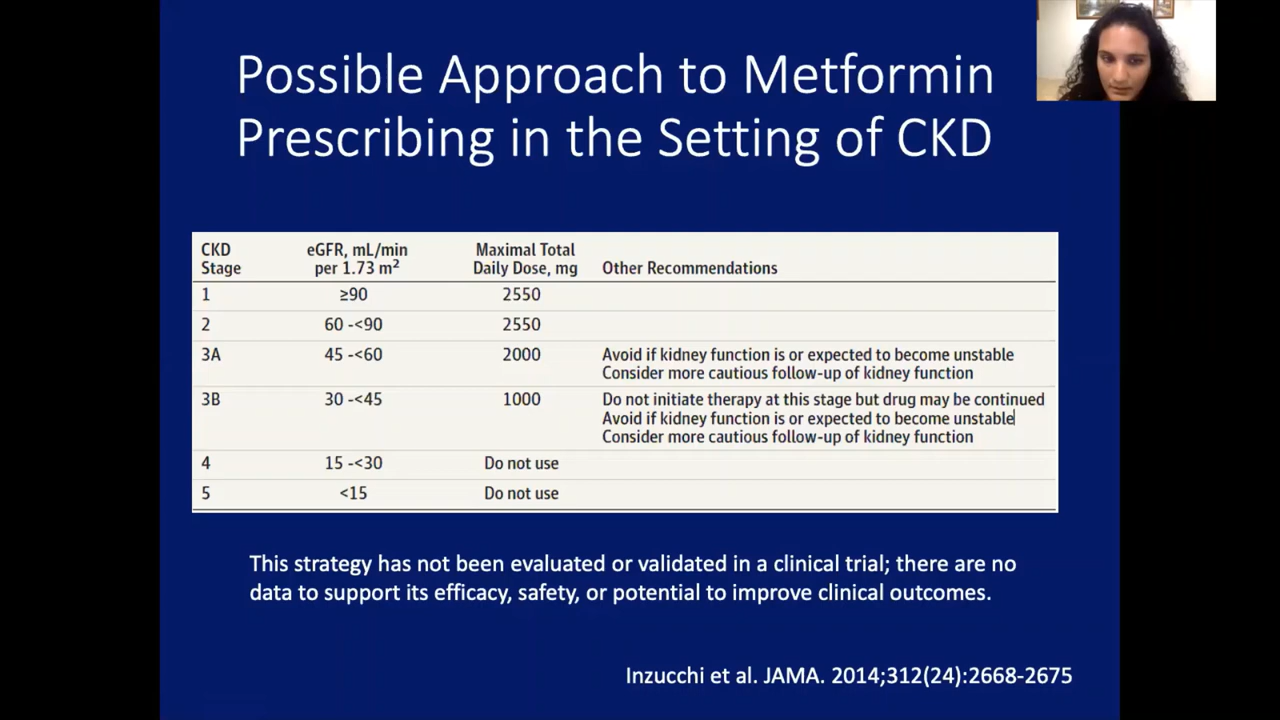 Possible Approach to Metformin
Prescribing in the Setting of CKD
CKD Stage eGFR, mL/min per 1.73 m² Maximal Total Daily Dose, mg Other Recommendations
1 ≥90 2550
2 60 -<90 2550
3A 45 -<60 2000 Avoid if kidney function is or expected to become unstable
Consider more cautious follow-up of kidney function
3B 30 -<45 1000 Do not initiate therapy at this stage but drug may be continued
Avoid if kidney function is or expected to become unstable
Consider more cautious follow-up of kidney function
4 15 -<30 Do not use
5 <15 Do not use
This strategy has not been evaluated or validated in a clinical trial; there are no
data to support its efficacy, safety, or potential to improve clinical outcomes.
Inzucchi et al. JAMA. 2014;312(24):2668-2675